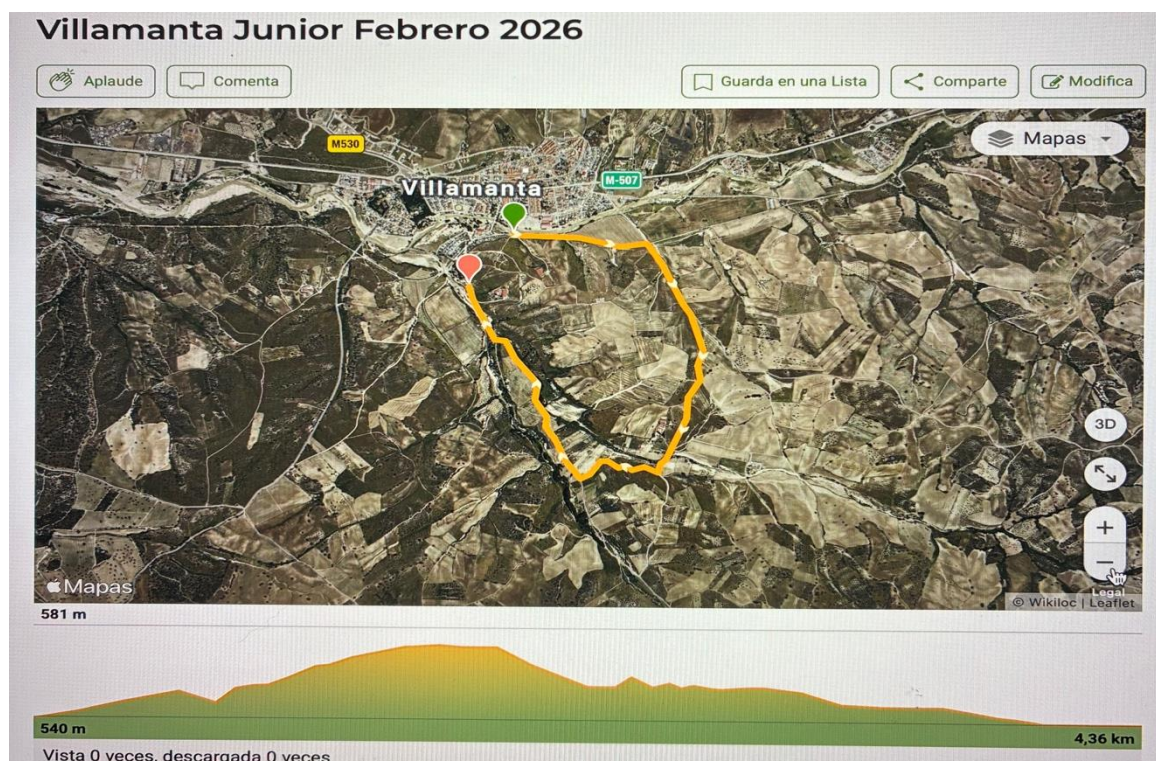 Villamanta Junior Febrero 2026
Aplaude
Comenta
Guarda en una Lista
Comparte
Modifica
M530
Mapas
Villamanta
M-507
3D
+
−
Mapas
Legal
© Wikiloc | Leaflet
581 m
540 m
4,36 km
Vista 0 veces, descargada 0 veces